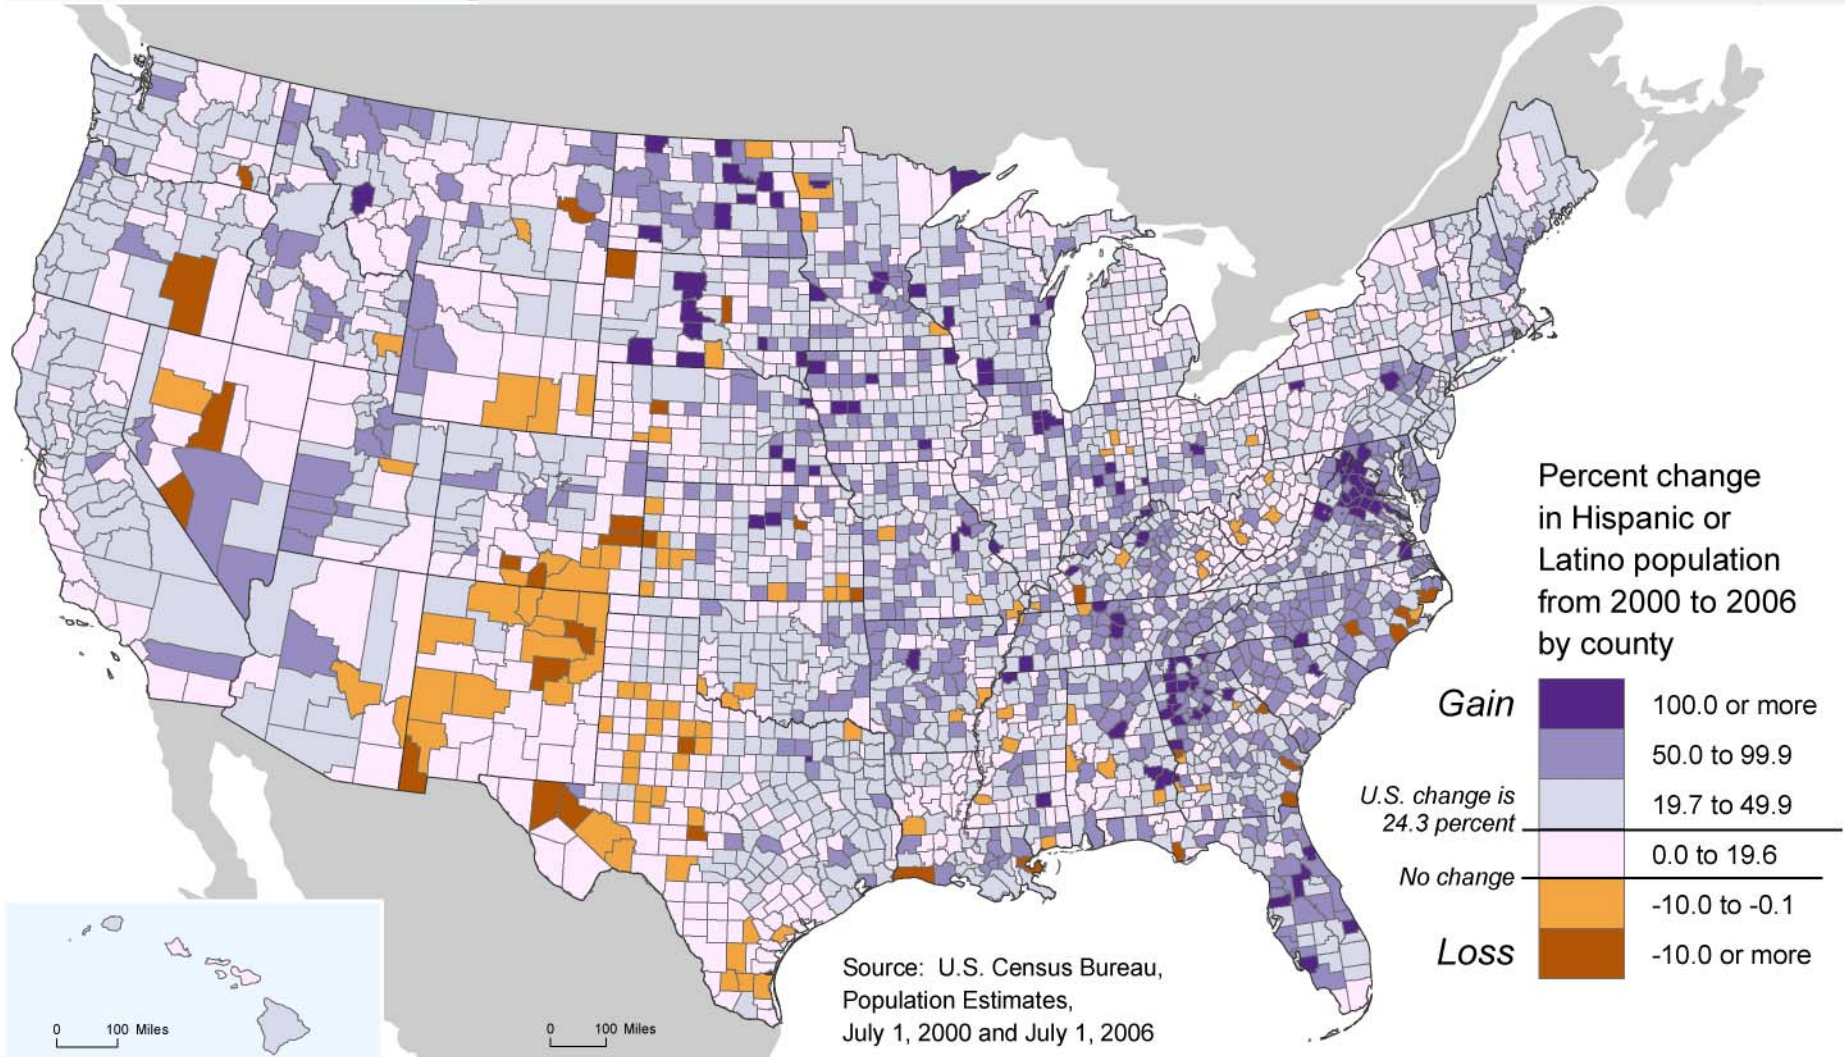 Percent change
in Hispanic or
Latino population
from 2000 to 2006
by county
Gain
100.0 or more
50.0 to 99.9
U.S. change is
24.3 percent
19.7 to 49.9
0.0 to 19.6
No change
-10.0 to -0.1
Loss
-10.0 or more
Source: U.S. Census Bureau,
Population Estimates,
July 1, 2000 and July 1, 2006
0 100 Miles
0 100 Miles